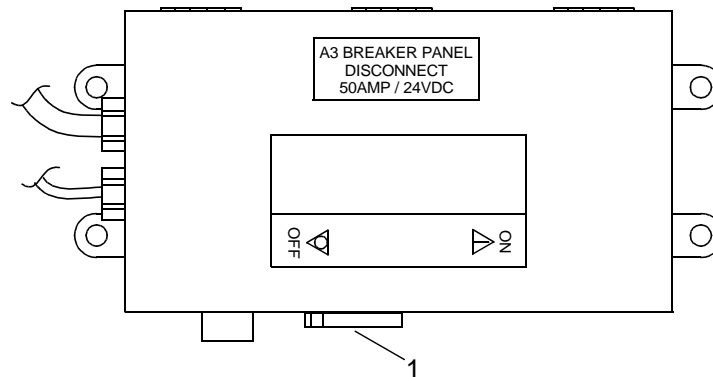 A3 BREAKER PANEL
DISCONNECT
50AMP / 24VDC
OFF
ON
1